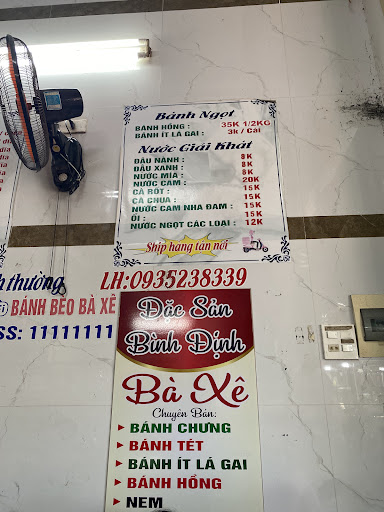 Bánh Ngọt
BÁNH HỒNG : 35K 1/2KG
BÁNH ÍT LÁ GAI : 3k / Cái
Nước Giải Khát
ĐẬU NÀNH : 8K
ĐẬU XANH : 8K
NƯỚC MÍA : 8K
NƯỚC CAM : 20K
CÀ RỐT : 15K
CÀ CHUA : 15K
NƯỚC CAM NHA ĐAM : 15K
ỔI : 15K
NƯỚC NGỌT CÁC LOẠI : 12K
Ship hàng tận nơi
h thường
LH:0935238339
BÁNH BÈO BÀ XÊ
SS: 11111111
Đặc Sản
Bình Định
Bà Xê
Chuyên Bán:
BÁNH CHƯNG
BÁNH TÉT
BÁNH ÍT LÁ GAI
BÁNH HỒNG
NEM